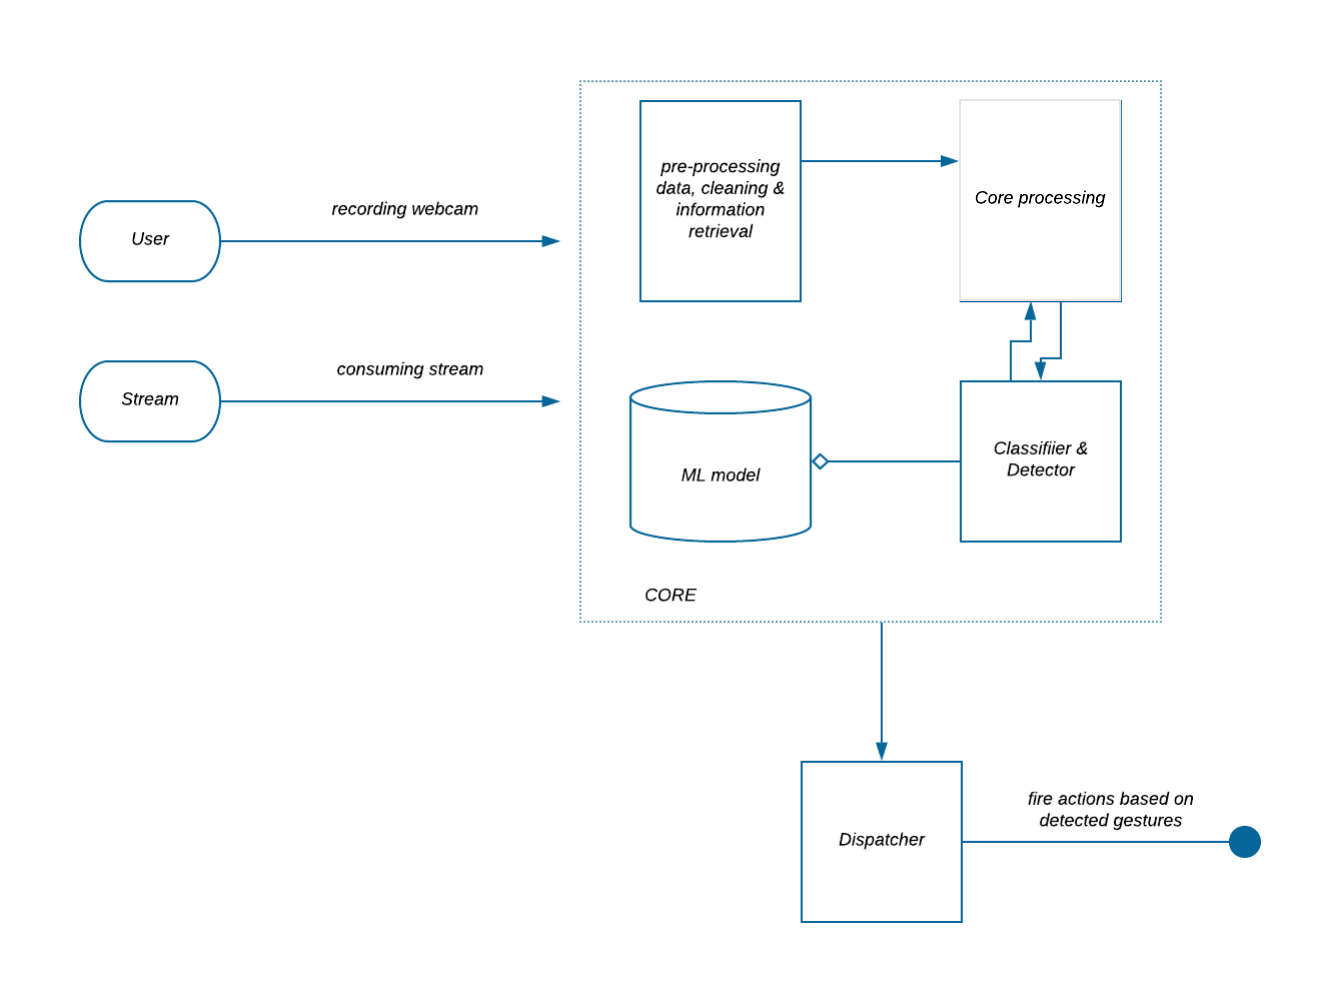 pre-processing
data, cleaning &
information
retrieval
Core processing
recording webcam
User
consuming stream
Stream
ML model
Classifiier &
Detector
CORE
Dispatcher
fire actions based on
detected gestures